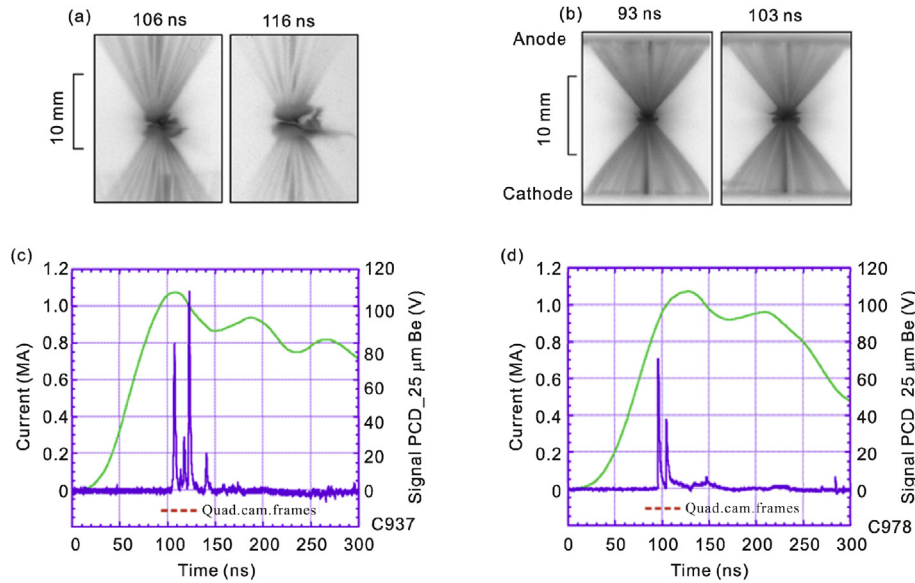 (a) 106 ns 116 ns
10 mm
(b) 93 ns 103 ns
Anode
10 mm
Cathode
(c)
1.2
1.0
0.8
0.6
0.4
0.2
0
Current (MA)
120
100
80
60
40
20
0
Signal PCD_25 μm Be (V)
Quad.cam.frames
C937
0 50 100 150 200 250 300
Time (ns)
(d)
1.2
1.0
0.8
0.6
0.4
0.2
0
Current (MA)
120
100
80
60
40
20
0
Signal PCD 25 μm Be (V)
Quad.cam.frames
C978
0 50 100 150 200 250 300
Time (ns)